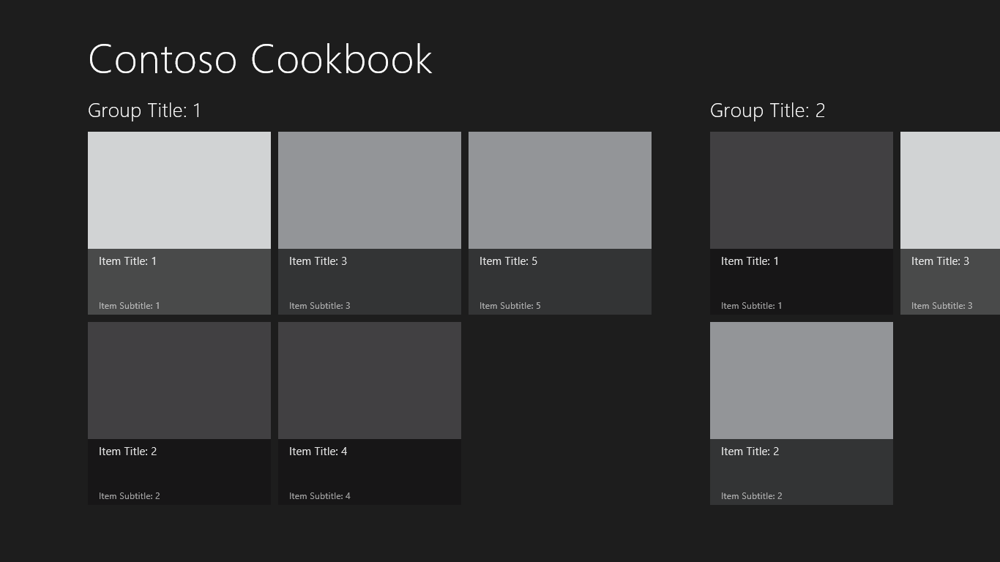 Contoso Cookbook
Group Title: 1
Item Title: 1
Item Subtitle: 1
Item Title: 2
Item Subtitle: 2
Item Title: 3
Item Subtitle: 3
Item Title: 4
Item Subtitle: 4
Item Title: 5
Item Subtitle: 5
Group Title: 2
Item Title: 1
Item Subtitle: 1
Item Title: 2
Item Subtitle: 2
Item Title: 3
Item Subtitle: 3